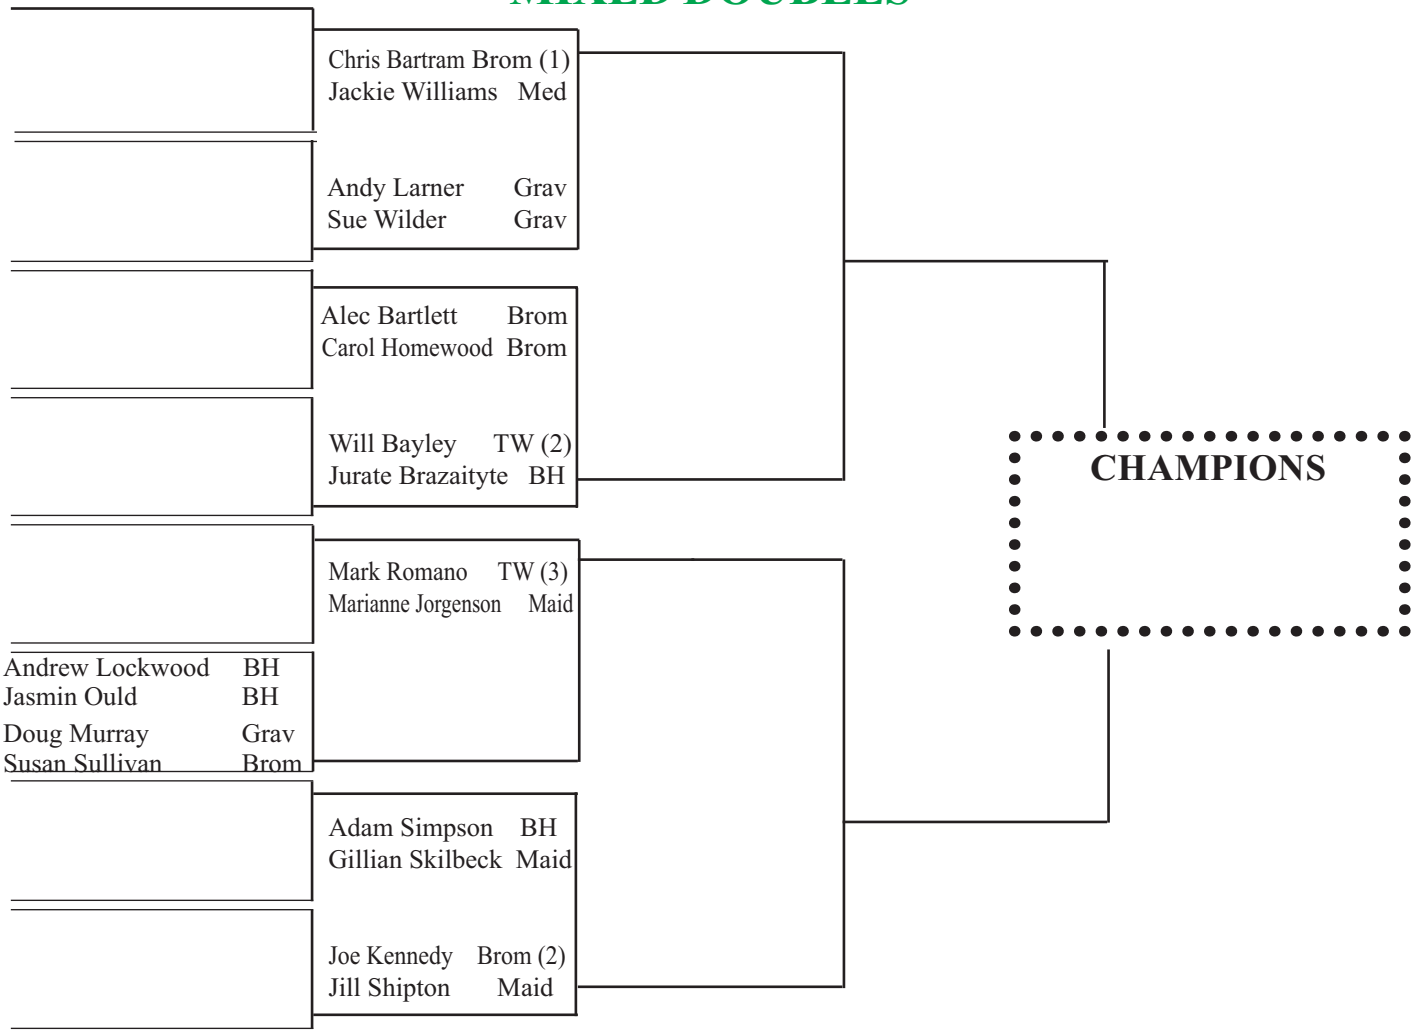 MIXED DOUBLES
Chris Bartram Brom (1)
Jackie Williams Med
Andy Larner Grav
Sue Wilder Grav
Alec Bartlett Brom
Carol Homewood Brom
Will Bayley TW (2)
Jurate Brazaityte BH
CHAMPIONS
Mark Romano TW (3)
Marianne Jorgenson Maid
Andrew Lockwood BH
Jasmin Ould BH
Doug Murray Grav
Susan Sullivan Brom
Adam Simpson BH
Gillian Skilbeck Maid
Joe Kennedy Brom (2)
Jill Shipton Maid